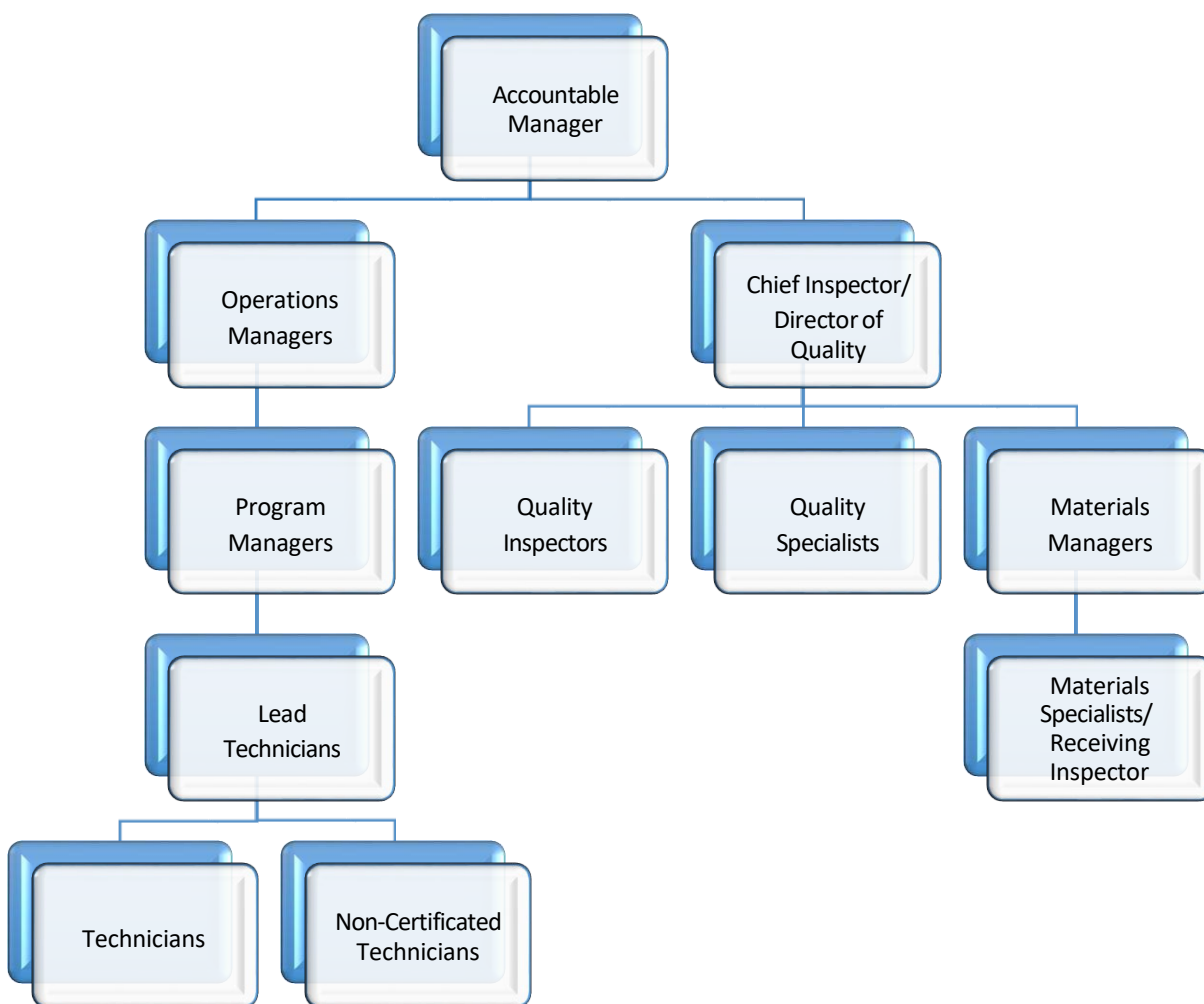 Accountable
Manager
Operations
Managers
Chief Inspector/
Director of
Quality
Program
Managers
Quality
Inspectors
Quality
Specialists
Materials
Managers
Lead
Technicians
Materials
Specialists/
Receiving
Inspector
Technicians
Non-Certificated
Technicians